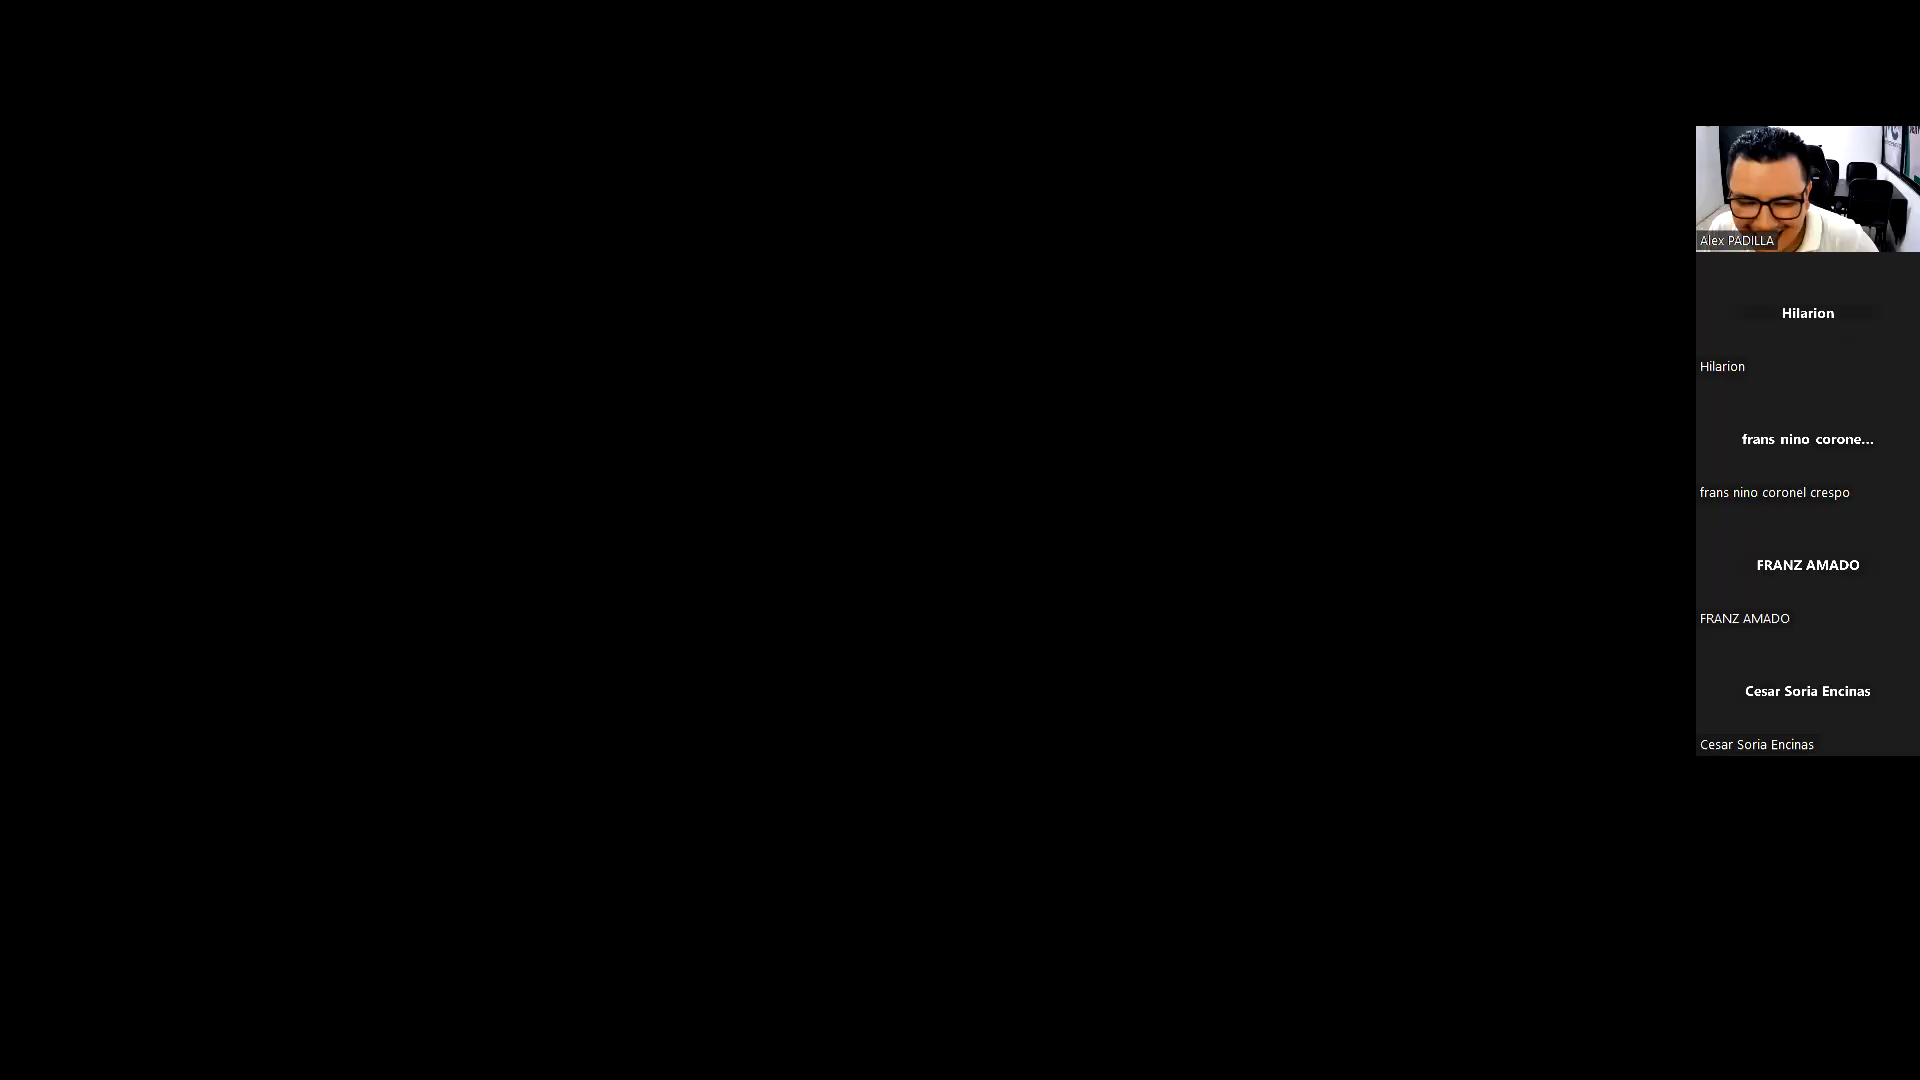 Alex PADILLA
Hilarion
Hilarion
frans nino corone...
frans nino coronel crespo
FRANZ AMADO
FRANZ AMADO
Cesar Soria Encinas
Cesar Soria Encinas